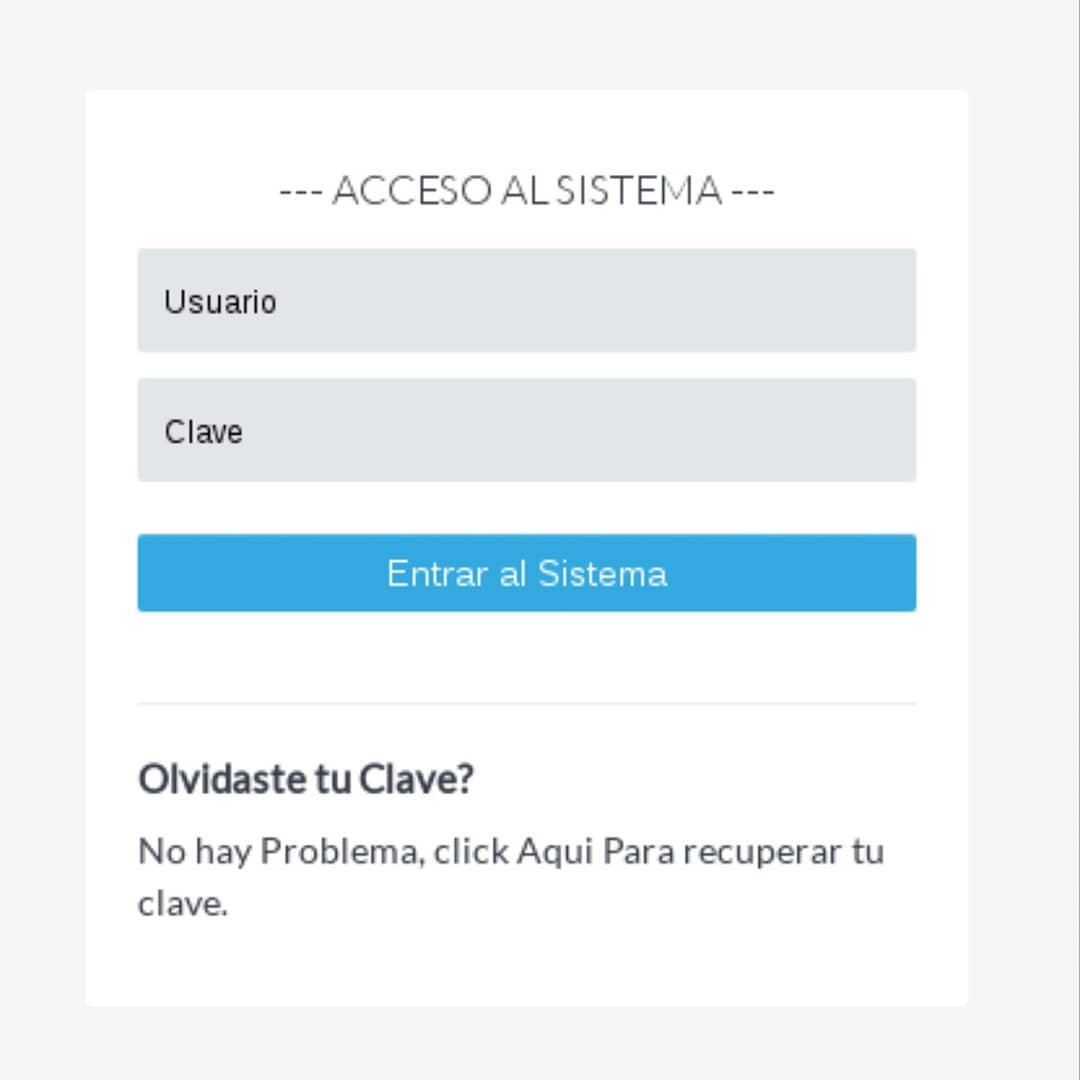 --- ACCESO AL SISTEMA ---
Usuario
Clave
Entrar al Sistema
Olvidaste tu Clave?
No hay Problema, click Aqui Para recuperar tu
clave.